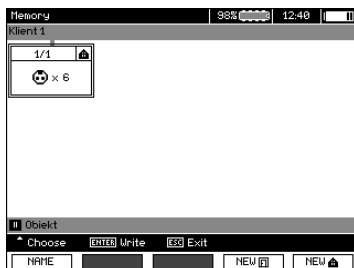 Memory 98% 12:40
Klient 1
1/1
x 6
Obiekt
Choose ENTER Write ESC Exit
NAME NEW NEW